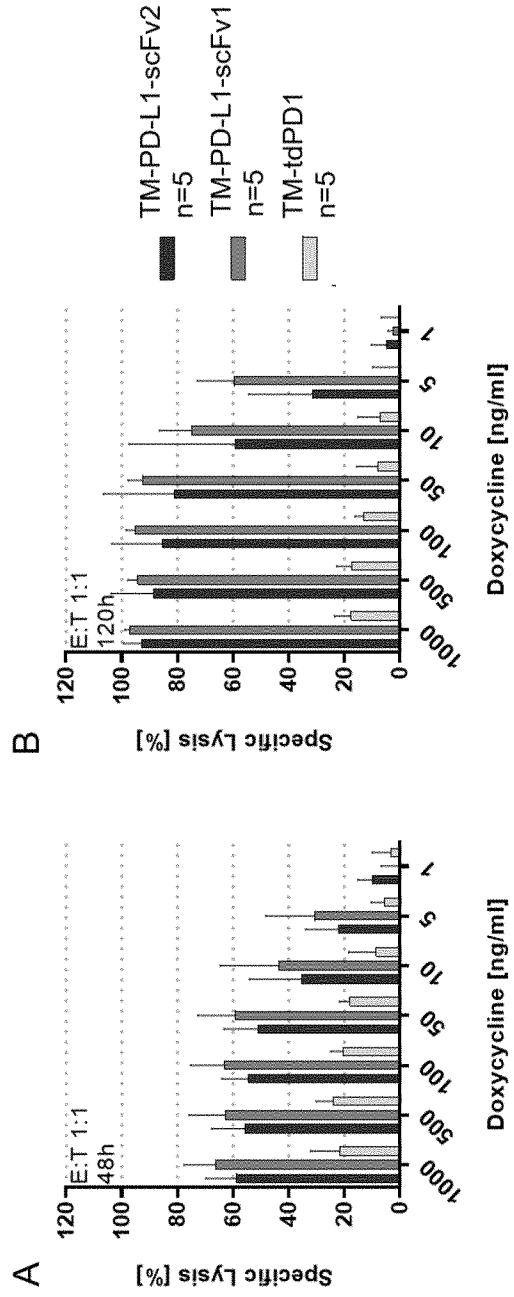 A
E:T 1:1
48h
Specific Lysis [%]
120
100
80
60
40
20
0
1000
500
100
50
10
5
1
Doxycycline [ng/ml]
B
E:T 1:1
120h
Specific Lysis [%]
120
100
80
60
40
20
0
1000
500
100
50
10
5
1
Doxycycline [ng/ml]
TM-PD-L1-scFv2
n=5
TM-PD-L1-scFv1
n=5
TM-tdPD1
n=5